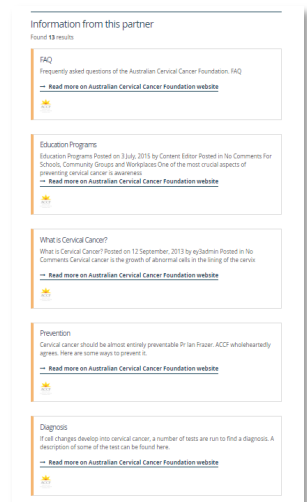 Information from this partner
Found 13 results
FAQ
Frequently asked questions of the Australian Cervical Cancer Foundation. FAQ
→ Read more on Australian Cervical Cancer Foundation website
Education Programs
Education Programs Posted on 3 July, 2015 by Content Editor Posted in No Comments For
Schools, Community Groups and Workplaces One of the most crucial aspects of
preventing cervical cancer is awareness
→ Read more on Australian Cervical Cancer Foundation website
What is Cervical Cancer?
What is Cervical Cancer? Posted on 12 September, 2013 by ey3admin Posted in No
Comments Cervical cancer is the growth of abnormal cells in the lining of the cervix
→ Read more on Australian Cervical Cancer Foundation website
Prevention
Cervical cancer should be almost entirely preventable Pr Ian Frazer. ACCF wholeheartedly
agrees. Here are some ways to prevent it.
→ Read more on Australian Cervical Cancer Foundation website
Diagnosis
If cell changes develop into cervical cancer, a number of tests are run to find a diagnosis. A
description of some of the test can be found here.
→ Read more on Australian Cervical Cancer Foundation website